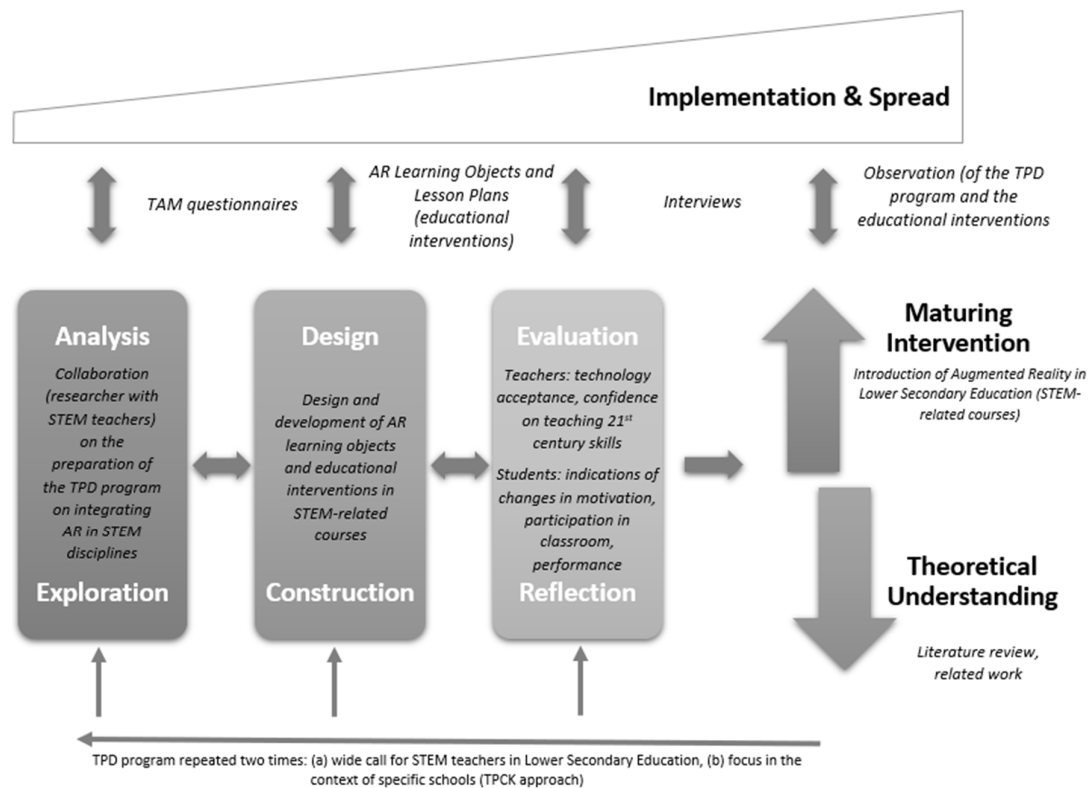 Implementation & Spread
TAM questionnaires
AR Learning Objects and
Lesson Plans
(educational
interventions)
Interviews
Observation (of the TPD
program and the
educational interventions
Analysis
Collaboration
(researcher with
STEM teachers)
on the
preparation of
the TPD program
on integrating
AR in STEM
disciplines
Exploration
Design
Design and
development of AR
learning objects
and educational
interventions in
STEM-related
courses
Construction
Evaluation
Teachers: technology
acceptance, confidence
on teaching 21st
century skills
Students: indications of
changes in motivation,
participation in
classroom,
performance
Reflection
Maturing
Intervention
Introduction of Augmented Reality in
Lower Secondary Education (STEM-
related courses)
Theoretical
Understanding
Literature review,
related work
TPD program repeated two times: (a) wide call for STEM teachers in Lower Secondary Education, (b) focus in the
context of specific schools (TPCK approach)